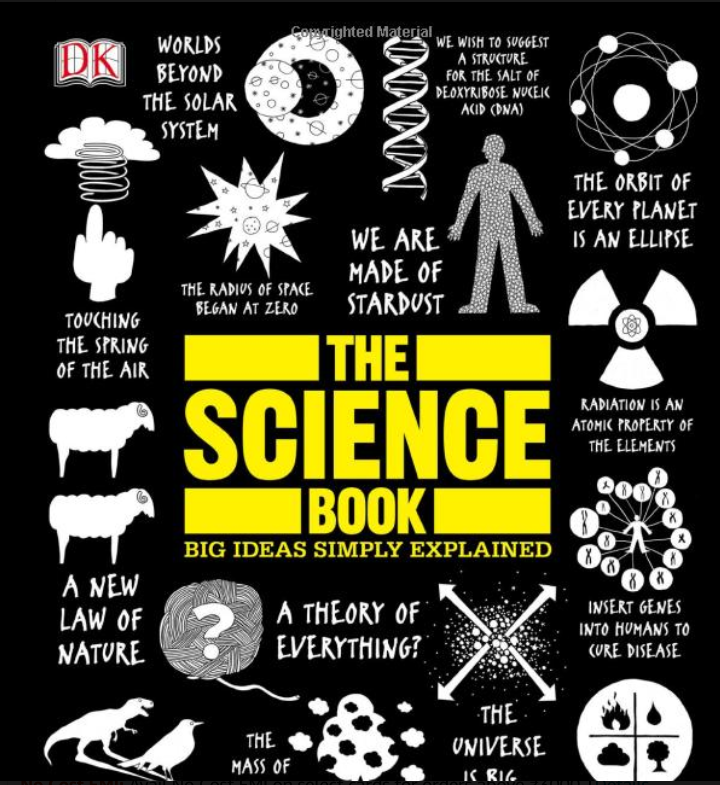 Copyrighted Material
DK
WORLDS
BEYOND
THE SOLAR
SYSTEM
WE WISH TO SUGGEST
A STRUCTURE
FOR THE SALT OF
DEOXYRIBOSE NUCEIC
ACID (DNA)
THE ORBIT OF
EVERY PLANET
IS AN ELLIPSE
WE ARE
MADE OF
STARDUST
THE RADIUS OF SPACE
BEGAN AT ZERO
TOUCHING
THE SPRING
OF THE AIR
THE
SCIENCE
BOOK
BIG IDEAS SIMPLY EXPLAINED
RADIATION IS AN
ATOMIC PROPERTY OF
THE ELEMENTS
A NEW
LAW OF
NATURE
?
A THEORY OF
EVERYTHING?
INSERT GENES
INTO HUMANS TO
CURE DISEASE
THE
MASS OF
THE
UNIVERSE
IS BIG